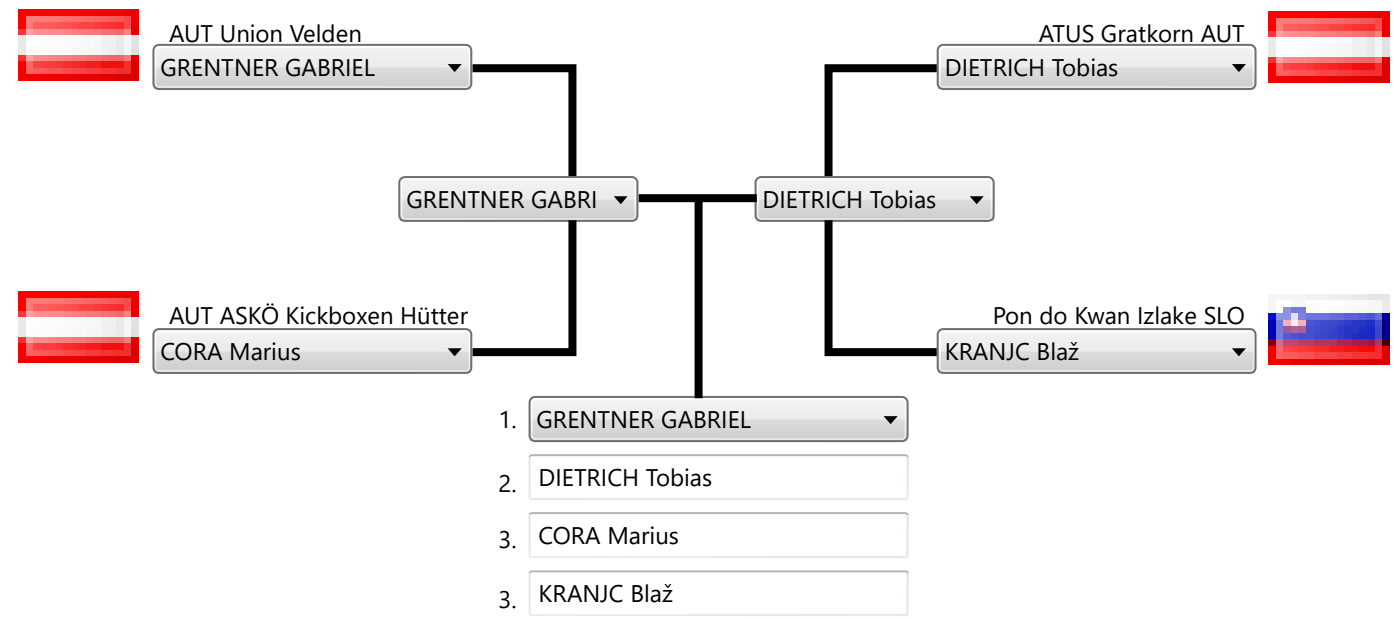 AUT Union Velden
ATUS Gratkorn AUT
GRENTNER GABRIEL
DIETRICH Tobias
GRENTNER GABRI
DIETRICH Tobias
AUT ASKÖ Kickboxen Hütter
Pon do Kwan Izlake SLO
CORA Marius
KRANJC Blaž
1. GRENTNER GABRIEL
2. DIETRICH Tobias
3. CORA Marius
3. KRANJC Blaž